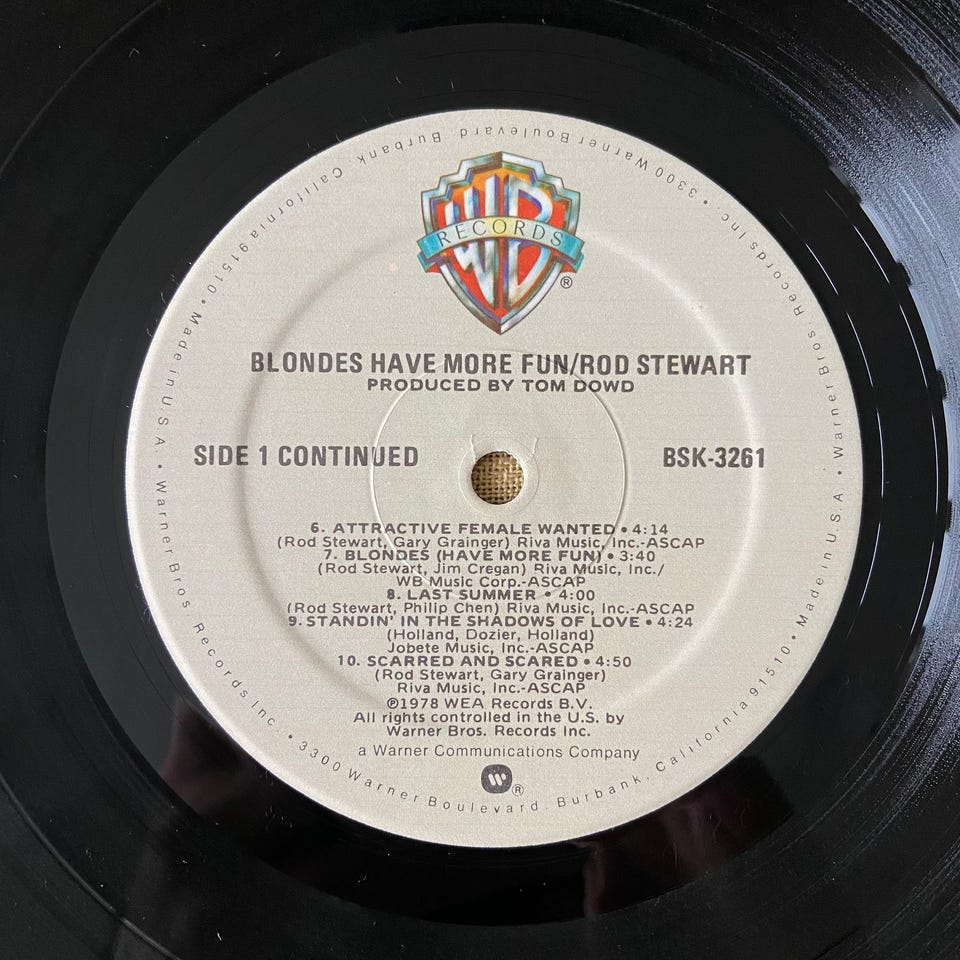 WB
RECORDS
®
BLONDES HAVE MORE FUN/ROD STEWART
PRODUCED BY TOM DOWD
SIDE 1 CONTINUED
BSK-3261
6. ATTRACTIVE FEMALE WANTED • 4:14
(Rod Stewart, Gary Grainger) Riva Music, Inc.-ASCAP
7. BLONDES (HAVE MORE FUN) • 3:40
(Rod Stewart, Jim Cregan) Riva Music, Inc./
WB Music Corp.-ASCAP
8. LAST SUMMER • 4:00
(Rod Stewart, Philip Chen) Riva Music, Inc.-ASCAP
9. STANDIN' IN THE SHADOWS OF LOVE • 4:24
(Holland, Dozier, Holland)
Jobete Music, Inc.-ASCAP
10. SCARRED AND SCARED • 4:50
(Rod Stewart, Gary Grainger)
Riva Music, Inc.-ASCAP
℗1978 WEA Records B.V.
All rights controlled in the U.S. by
Warner Bros. Records Inc.
a Warner Communications Company
®
Warner Bros. Records Inc. • 3300 Warner Boulevard, Burbank, California 91510 • Made in U.S.A. • Warner Bros. Records Inc. • 3300 Warner Boulevard, Burbank, California 91510 • Made in U.S.A. •